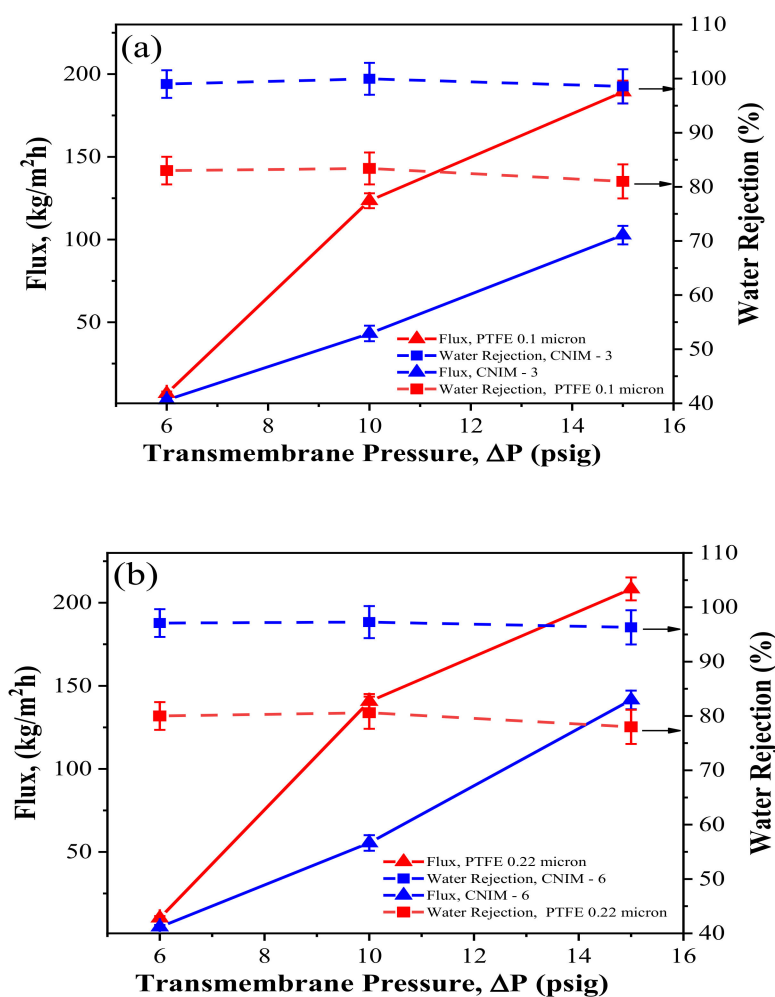 (a)
200
150
100
50
110
100
90
80
70
60
50
40
Flux, (kg/m²h)
Water Rejection (%)
Flux, PTFE 0.1 micron
Water Rejection, CNIM - 3
Flux, CNIM - 3
Water Rejection, PTFE 0.1 micron
6 8 10 12 14 16
Transmembrane Pressure, ΔP (psig)
(b)
200
150
100
50
110
100
90
80
70
60
50
40
Flux, (kg/m²h)
Water Rejection (%)
Flux, PTFE 0.22 micron
Water Rejection, CNIM - 6
Flux, CNIM - 6
Water Rejection, PTFE 0.22 micron
6 8 10 12 14 16
Transmembrane Pressure, ΔP (psig)